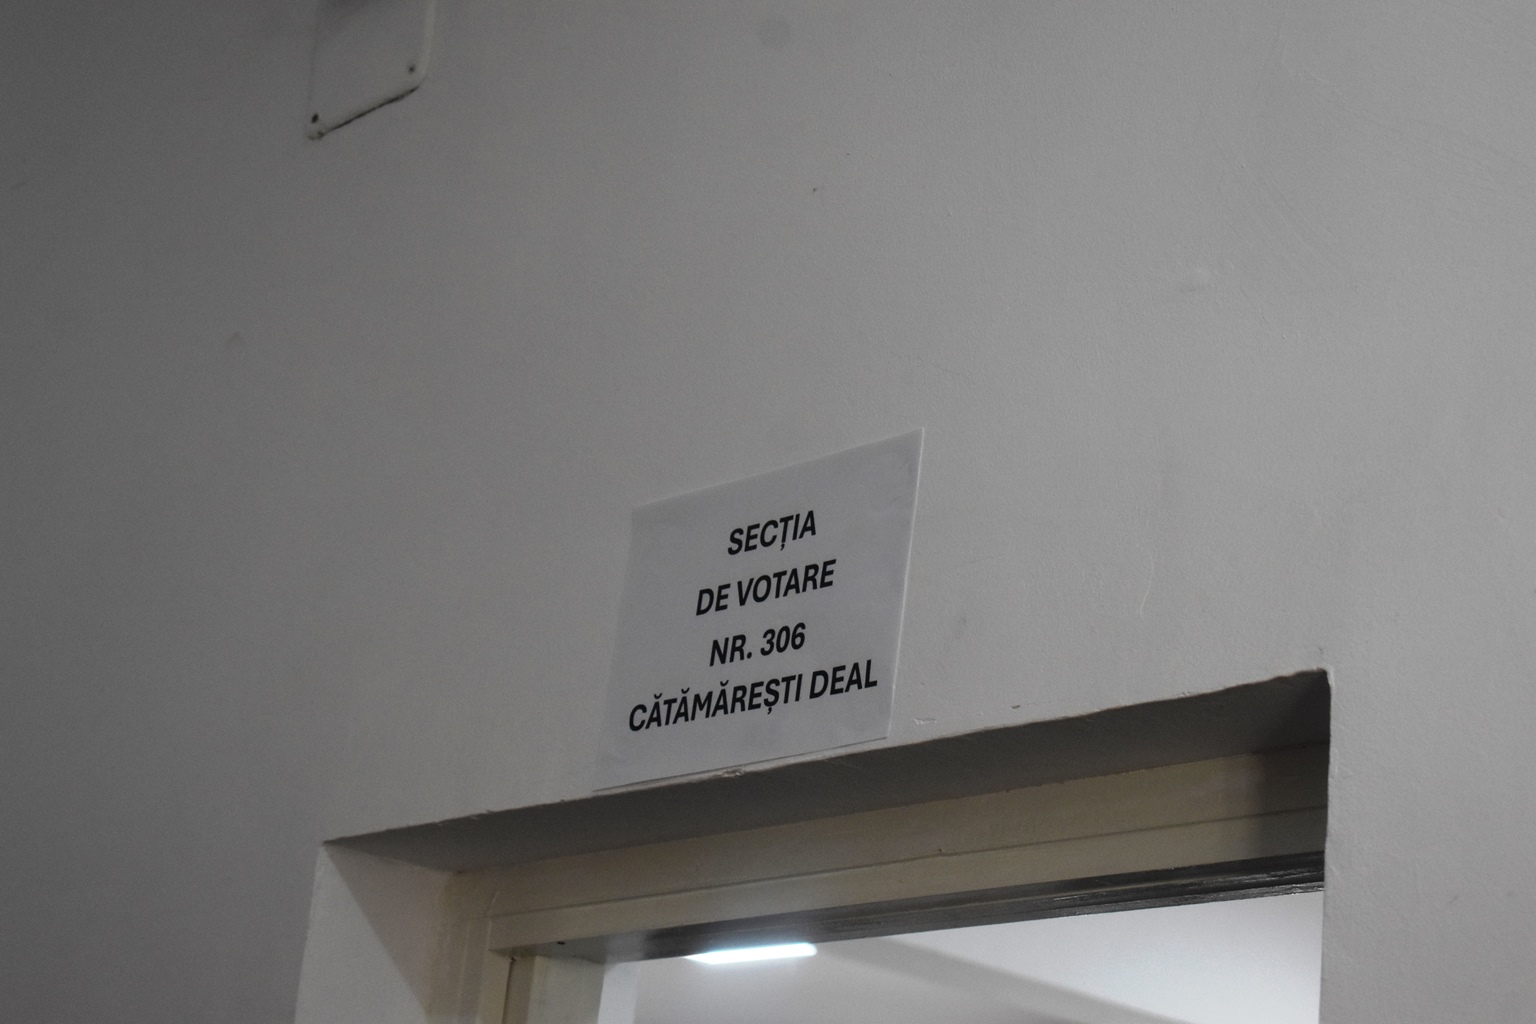 SECȚIA
DE VOTARE
NR. 306
CĂTĂMĂREȘTI DEAL